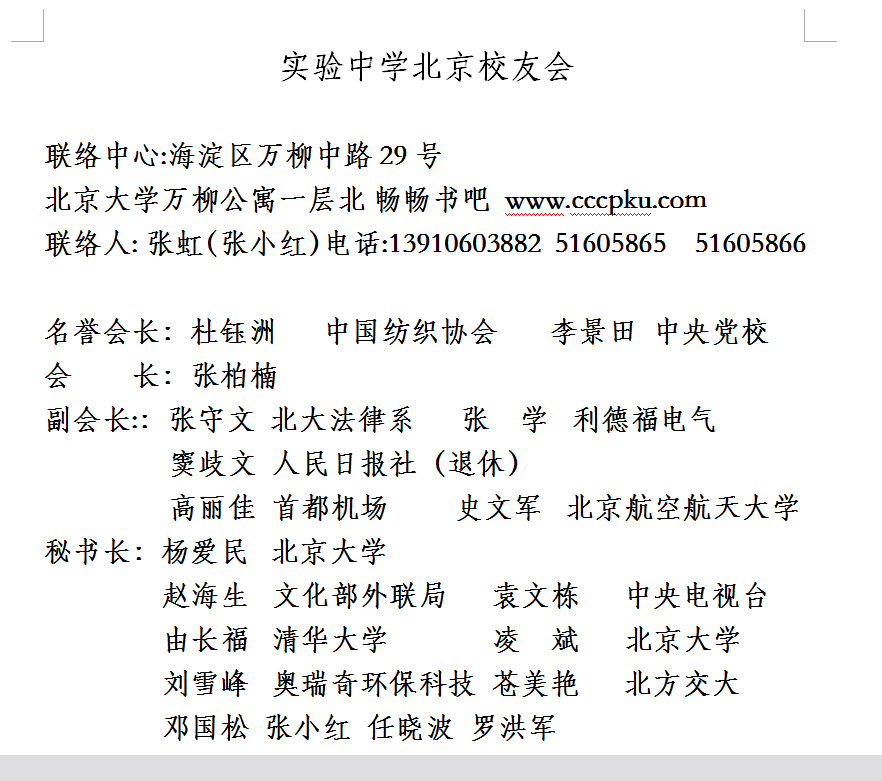 实验中学北京校友会
联络中心:海淀区万柳中路 29 号
北京大学万柳公寓一层北 畅畅书吧 www.cccpku.com
联络人: 张虹(张小红)电话:13910603882 51605865 51605866
名誉会长: 杜钰洲 中国纺织协会 李景田 中央党校
会 长: 张柏楠
副会长:: 张守文 北大法律系 张 学 利德福电气
窦歧文 人民日报社 (退休)
高丽佳 首都机场 史文军 北京航空航天大学
秘书长: 杨爱民 北京大学
赵海生 文化部外联局 袁文栋 中央电视台
由长福 清华大学 凌 斌 北京大学
刘雪峰 奥瑞奇环保科技 苍美艳 北方交大
邓国松 张小红 任晓波 罗洪军